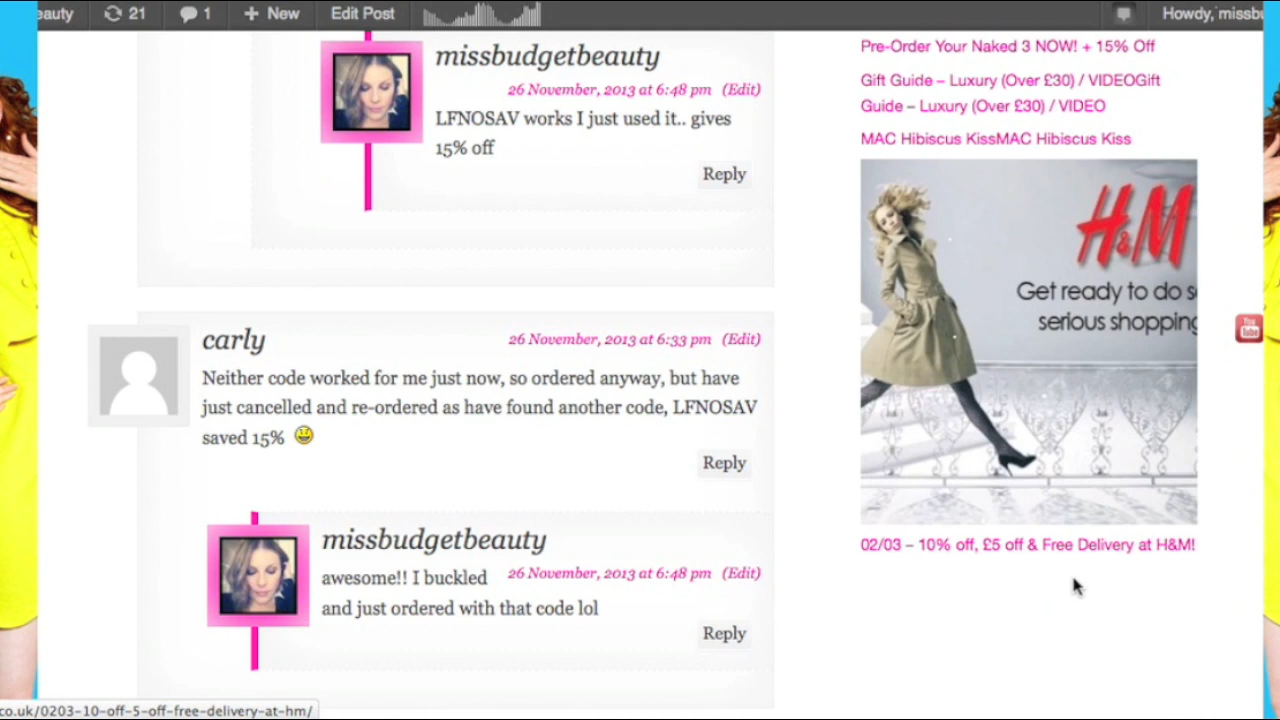 eauty 21 1 + New Edit Post Howdy, missbu
missbudgetbeauty
26 November, 2013 at 6:48 pm (Edit)
LFNOSAV works I just used it.. gives
15% off
Reply
carly
26 November, 2013 at 6:33 pm (Edit)
Neither code worked for me just now, so ordered anyway, but have
just cancelled and re-ordered as have found another code, LFNOSAV
saved 15%
Reply
missbudgetbeauty
26 November, 2013 at 6:48 pm (Edit)
awesome!! I buckled
and just ordered with that code lol
Reply
Pre-Order Your Naked 3 NOW! + 15% Off
Gift Guide – Luxury (Over £30) / VIDEOGift
Guide – Luxury (Over £30) / VIDEO
MAC Hibiscus KissMAC Hibiscus Kiss
H&M
Get ready to do s
serious shopping
02/03 – 10% off, £5 off & Free Delivery at H&M!
You
Tube
co.uk/0203-10-off-5-off-free-delivery-at-hm/